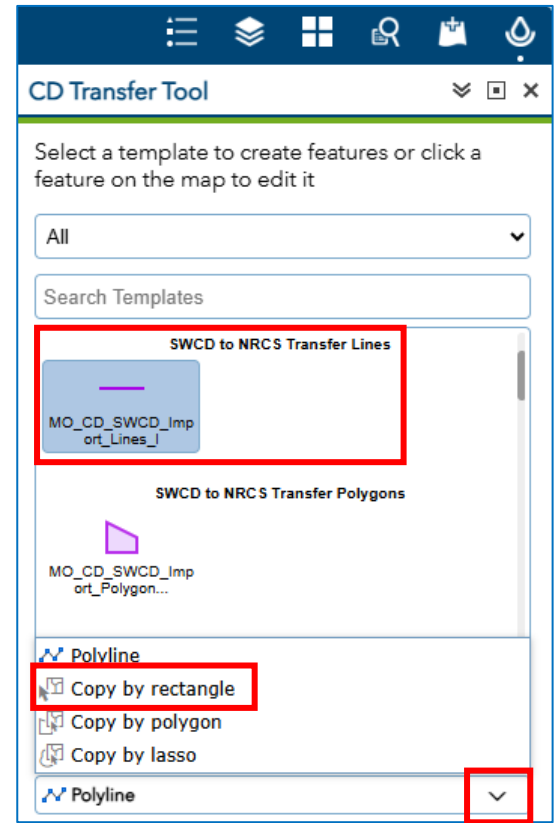 CD Transfer Tool
Select a template to create features or click a
feature on the map to edit it
All
Search Templates
SWCD to NRCS Transfer Lines
MO_CD_SWCD_Imp
ort_Lines_I
SWCD to NRCS Transfer Polygons
MO_CD_SWCD_Imp
ort_Polygon...
Polyline
Copy by rectangle
Copy by polygon
Copy by lasso
Polyline